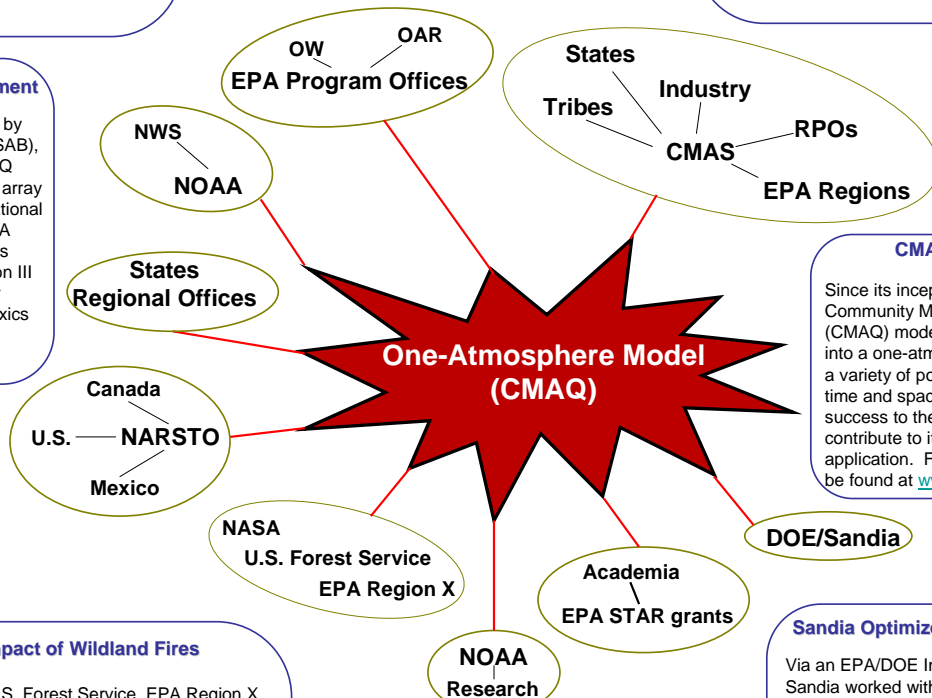 OW
OAR
EPA Program Offices
States
Industry
Tribes
RPOs
CMAS
EPA Regions
NWS
NOAA
ment
by
SAB),
Q
array
ational
A
s
on III
xics
States
Regional Offices
One-Atmosphere Model
(CMAQ)
CMA
Since its incep
Community M
(CMAQ) mode
into a one-atm
a variety of po
time and spac
success to the
contribute to i
application. F
be found at w
Canada
U.S.
NARSTO
Mexico
NASA
U.S. Forest Service
EPA Region X
DOE/Sandia
Academia
EPA STAR grants
NOAA
Research
pact of Wildland Fires
S. Forest Service, EPA Region X
Sandia Optimize
Via an EPA/DOE In
Sandia worked with